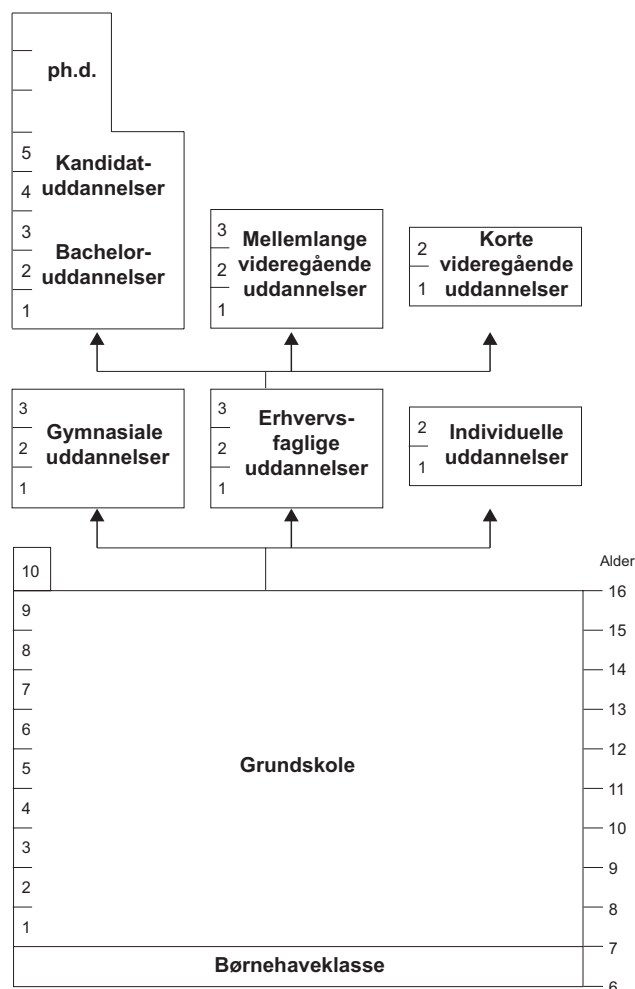 ph.d.
5
Kandidat-
4
uddannelser
3
Bachelor-
2
uddannelser
1
3
Mellemlange
2
videregående
1
uddannelser
2
Korte
videregående
1
uddannelser
3
Gymnasiale
2
uddannelser
1
3
Erhvervs-
2
faglige
uddannelser
1
2
Individuelle
1
uddannelser
10
Alder
16
9
15
8
14
7
13
6
12
5
Grundskole
11
4
10
3
9
2
8
1
7
Børnehaveklasse
6